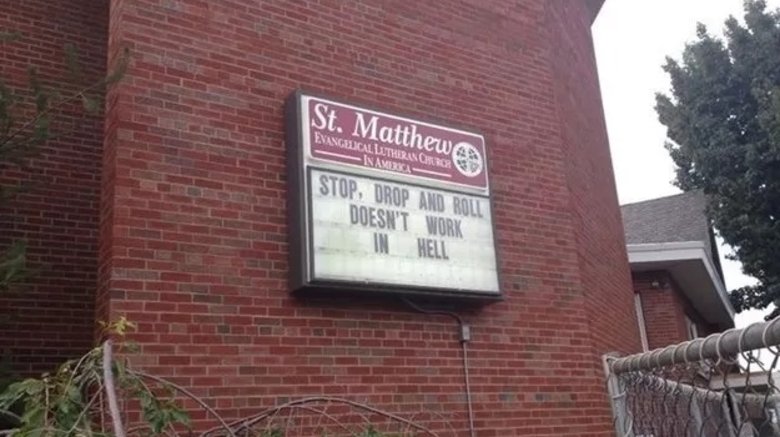 St. Matthew
EVANGELICAL LUTHERAN CHURCH
IN AMERICA
STOP, DROP AND ROLL
DOESN'T WORK
IN HELL